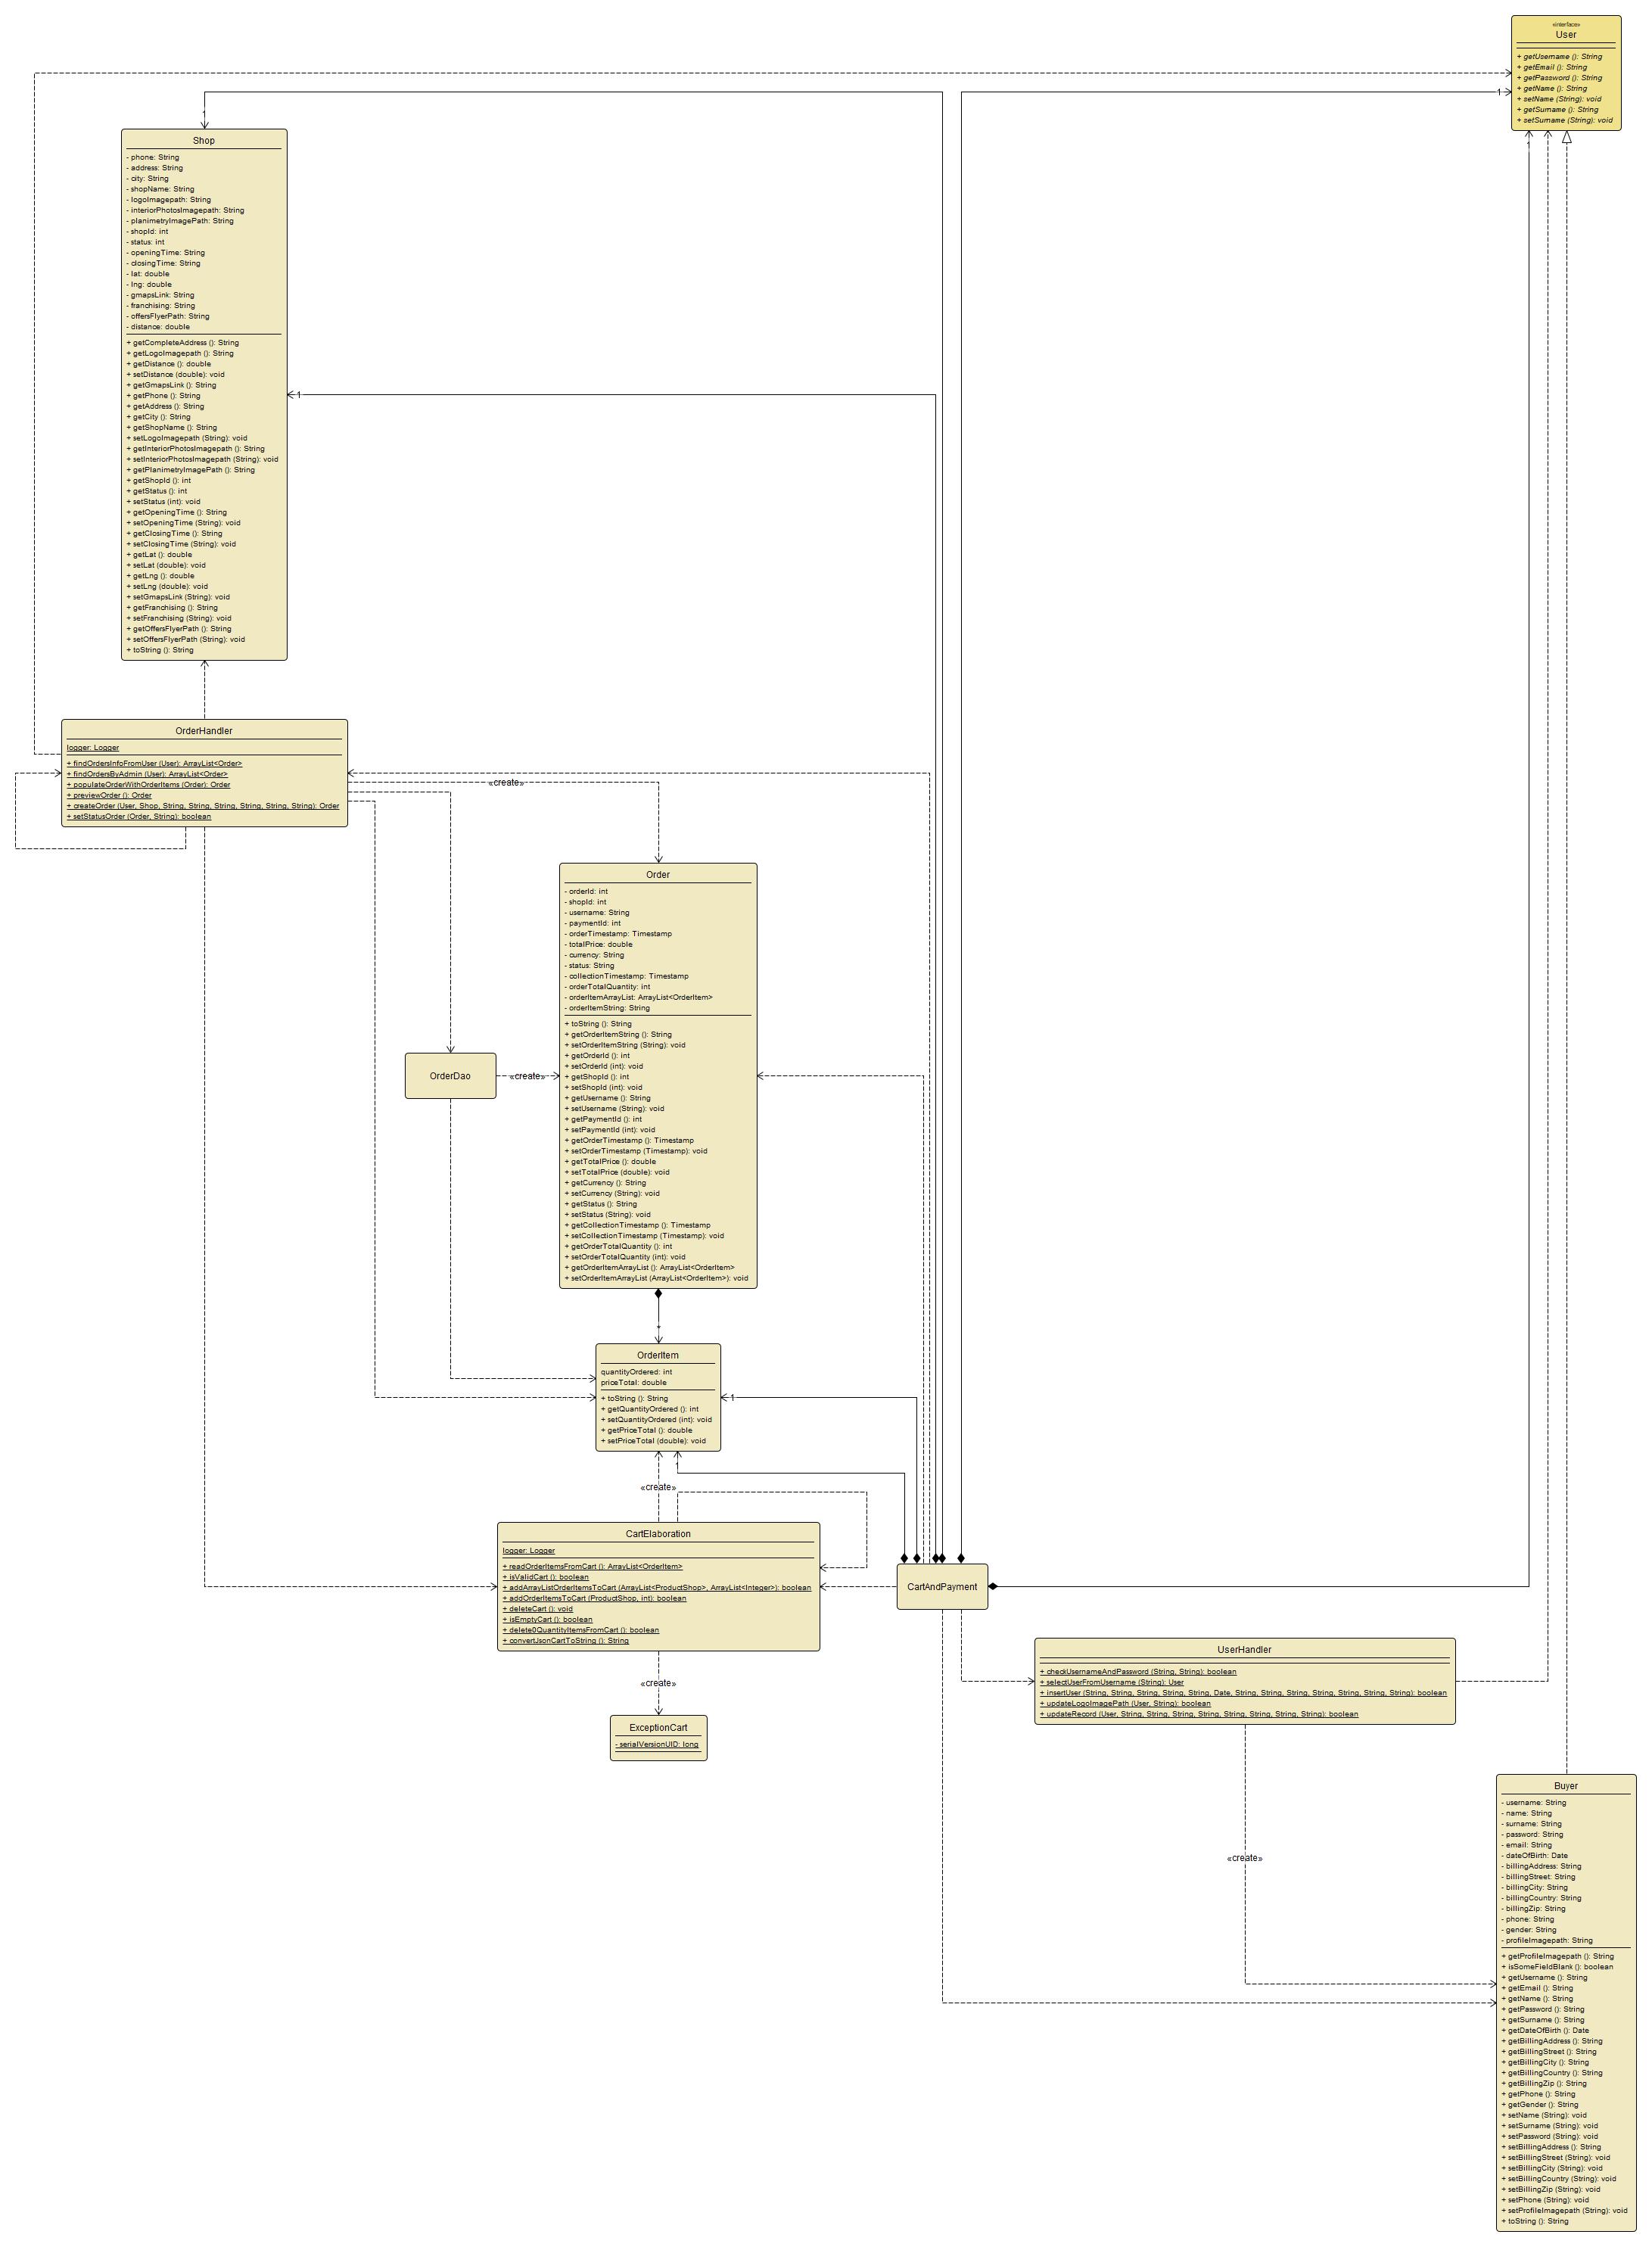 «interface»
User
+ getUsername (): String
+ getEmail (): String
+ getPassword (): String
+ getName (): String
+ setName (String): void
+ getSurname (): String
+ setSurname (String): void
1
1
1
Shop
- phone: String
- address: String
- city: String
- shopName: String
- logoImagepath: String
- interiorPhotosImagepath: String
- planimetryImagePath: String
- shopId: int
- status: int
- openingTime: String
- closingTime: String
- lat: double
- lng: double
- gmapsLink: String
- franchising: String
- offersFlyerPath: String
- distance: double
+ getCompleteAddress (): String
+ getLogoImagepath (): String
+ getDistance (): double
+ setDistance (double): void
+ getGmapsLink (): String
+ getPhone (): String
+ getAddress (): String
+ getCity (): String
+ getShopName (): String
+ setLogoImagepath (String): void
+ getInteriorPhotosImagepath (): String
+ setInteriorPhotosImagepath (String): void
+ getPlanimetryImagePath (): String
+ getShopId (): int
+ getStatus (): int
+ setStatus (int): void
+ getOpeningTime (): String
+ setOpeningTime (String): void
+ getClosingTime (): String
+ setClosingTime (String): void
+ getLat (): double
+ setLat (double): void
+ getLng (): double
+ setLng (double): void
+ setGmapsLink (String): void
+ getFranchising (): String
+ setFranchising (String): void
+ getOffersFlyerPath (): String
+ setOffersFlyerPath (String): void
+ toString (): String
1
OrderHandler
logger: Logger
+ findOrdersInfoFromUser (User): ArrayList<Order>
+ findOrdersByAdmin (User): ArrayList<Order>
+ populateOrderWithOrderItems (Order): Order
+ previewOrder (): Order
+ createOrder (User, Shop, String, String, String, String, String, String): Order
+ setStatusOrder (Order, String): boolean
«create»
Order
- orderId: int
- shopId: int
- username: String
- paymentId: int
- orderTimestamp: Timestamp
- totalPrice: double
- currency: String
- status: String
- collectionTimestamp: Timestamp
- orderTotalQuantity: int
- orderItemArrayList: ArrayList<OrderItem>
- orderItemString: String
+ toString (): String
+ getOrderItemString (): String
+ setOrderItemString (String): void
+ getOrderId (): int
+ setOrderId (int): void
+ getShopId (): int
+ setShopId (int): void
+ getUsername (): String
+ setUsername (String): void
+ getPaymentId (): int
+ setPaymentId (int): void
+ getOrderTimestamp (): Timestamp
+ setOrderTimestamp (Timestamp): void
+ getTotalPrice (): double
+ setTotalPrice (double): void
+ getCurrency (): String
+ setCurrency (String): void
+ getStatus (): String
+ setStatus (String): void
+ getCollectionTimestamp (): Timestamp
+ setCollectionTimestamp (Timestamp): void
+ getOrderTotalQuantity (): int
+ setOrderTotalQuantity (int): void
+ getOrderItemArrayList (): ArrayList<OrderItem>
+ setOrderItemArrayList (ArrayList<OrderItem>): void
OrderDao
«create»
*
OrderItem
quantityOrdered: int
priceTotal: double
+ toString (): String
+ getQuantityOrdered (): int
+ setQuantityOrdered (int): void
+ getPriceTotal (): double
+ setPriceTotal (double): void
1
1
«create»
CartElaboration
logger: Logger
+ readOrderItemsFromCart (): ArrayList<OrderItem>
+ isValidCart (): boolean
+ addArrayListOrderItemsToCart (ArrayList<ProductShop>, ArrayList<Integer>): boolean
+ addOrderItemsToCart (ProductShop, int): boolean
+ deleteCart (): void
+ isEmptyCart (): boolean
+ delete0QuantityItemsFromCart (): boolean
+ convertJsonCartToString (): String
CartAndPayment
«create»
ExceptionCart
- serialVersionUID: long
UserHandler
+ checkUsernameAndPassword (String, String): boolean
+ selectUserFromUsername (String): User
+ insertUser (String, String, String, String, String, Date, String, String, String, String, String, String, String): boolean
+ updateLogoImagePath (User, String): boolean
+ updateRecord (User, String, String, String, String, String, String, String, String): boolean
«create»
Buyer
- username: String
- name: String
- surname: String
- password: String
- email: String
- dateOfBirth: Date
- billingAddress: String
- billingStreet: String
- billingCity: String
- billingCountry: String
- billingZip: String
- phone: String
- gender: String
- profileImagepath: String
+ getProfileImagepath (): String
+ isSomeFieldBlank (): boolean
+ getUsername (): String
+ getEmail (): String
+ getName (): String
+ getPassword (): String
+ getSurname (): String
+ getDateOfBirth (): Date
+ getBillingAddress (): String
+ getBillingStreet (): String
+ getBillingCity (): String
+ getBillingCountry (): String
+ getBillingZip (): String
+ getPhone (): String
+ getGender (): String
+ setName (String): void
+ setSurname (String): void
+ setPassword (String): void
+ setBillingAddress (): String
+ setBillingStreet (String): void
+ setBillingCity (String): void
+ setBillingCountry (String): void
+ setBillingZip (String): void
+ setPhone (String): void
+ setProfileImagepath (String): void
+ toString (): String